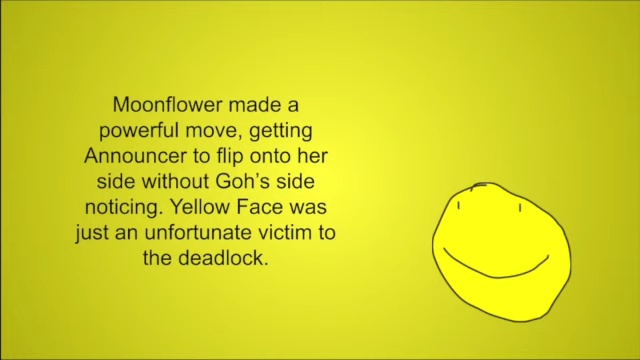 Moonflower made a
powerful move, getting
Announcer to flip onto her
side without Goh's side
noticing. Yellow Face was
just an unfortunate victim to
the deadlock.